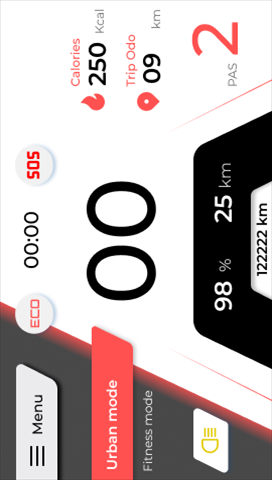 Menu
ECO
00:00
SOS
Urban mode
Fitness mode
00
Calories
250 Kcal
Trip Odo
09 km
98 %
25 km
122222 km
PAS
2